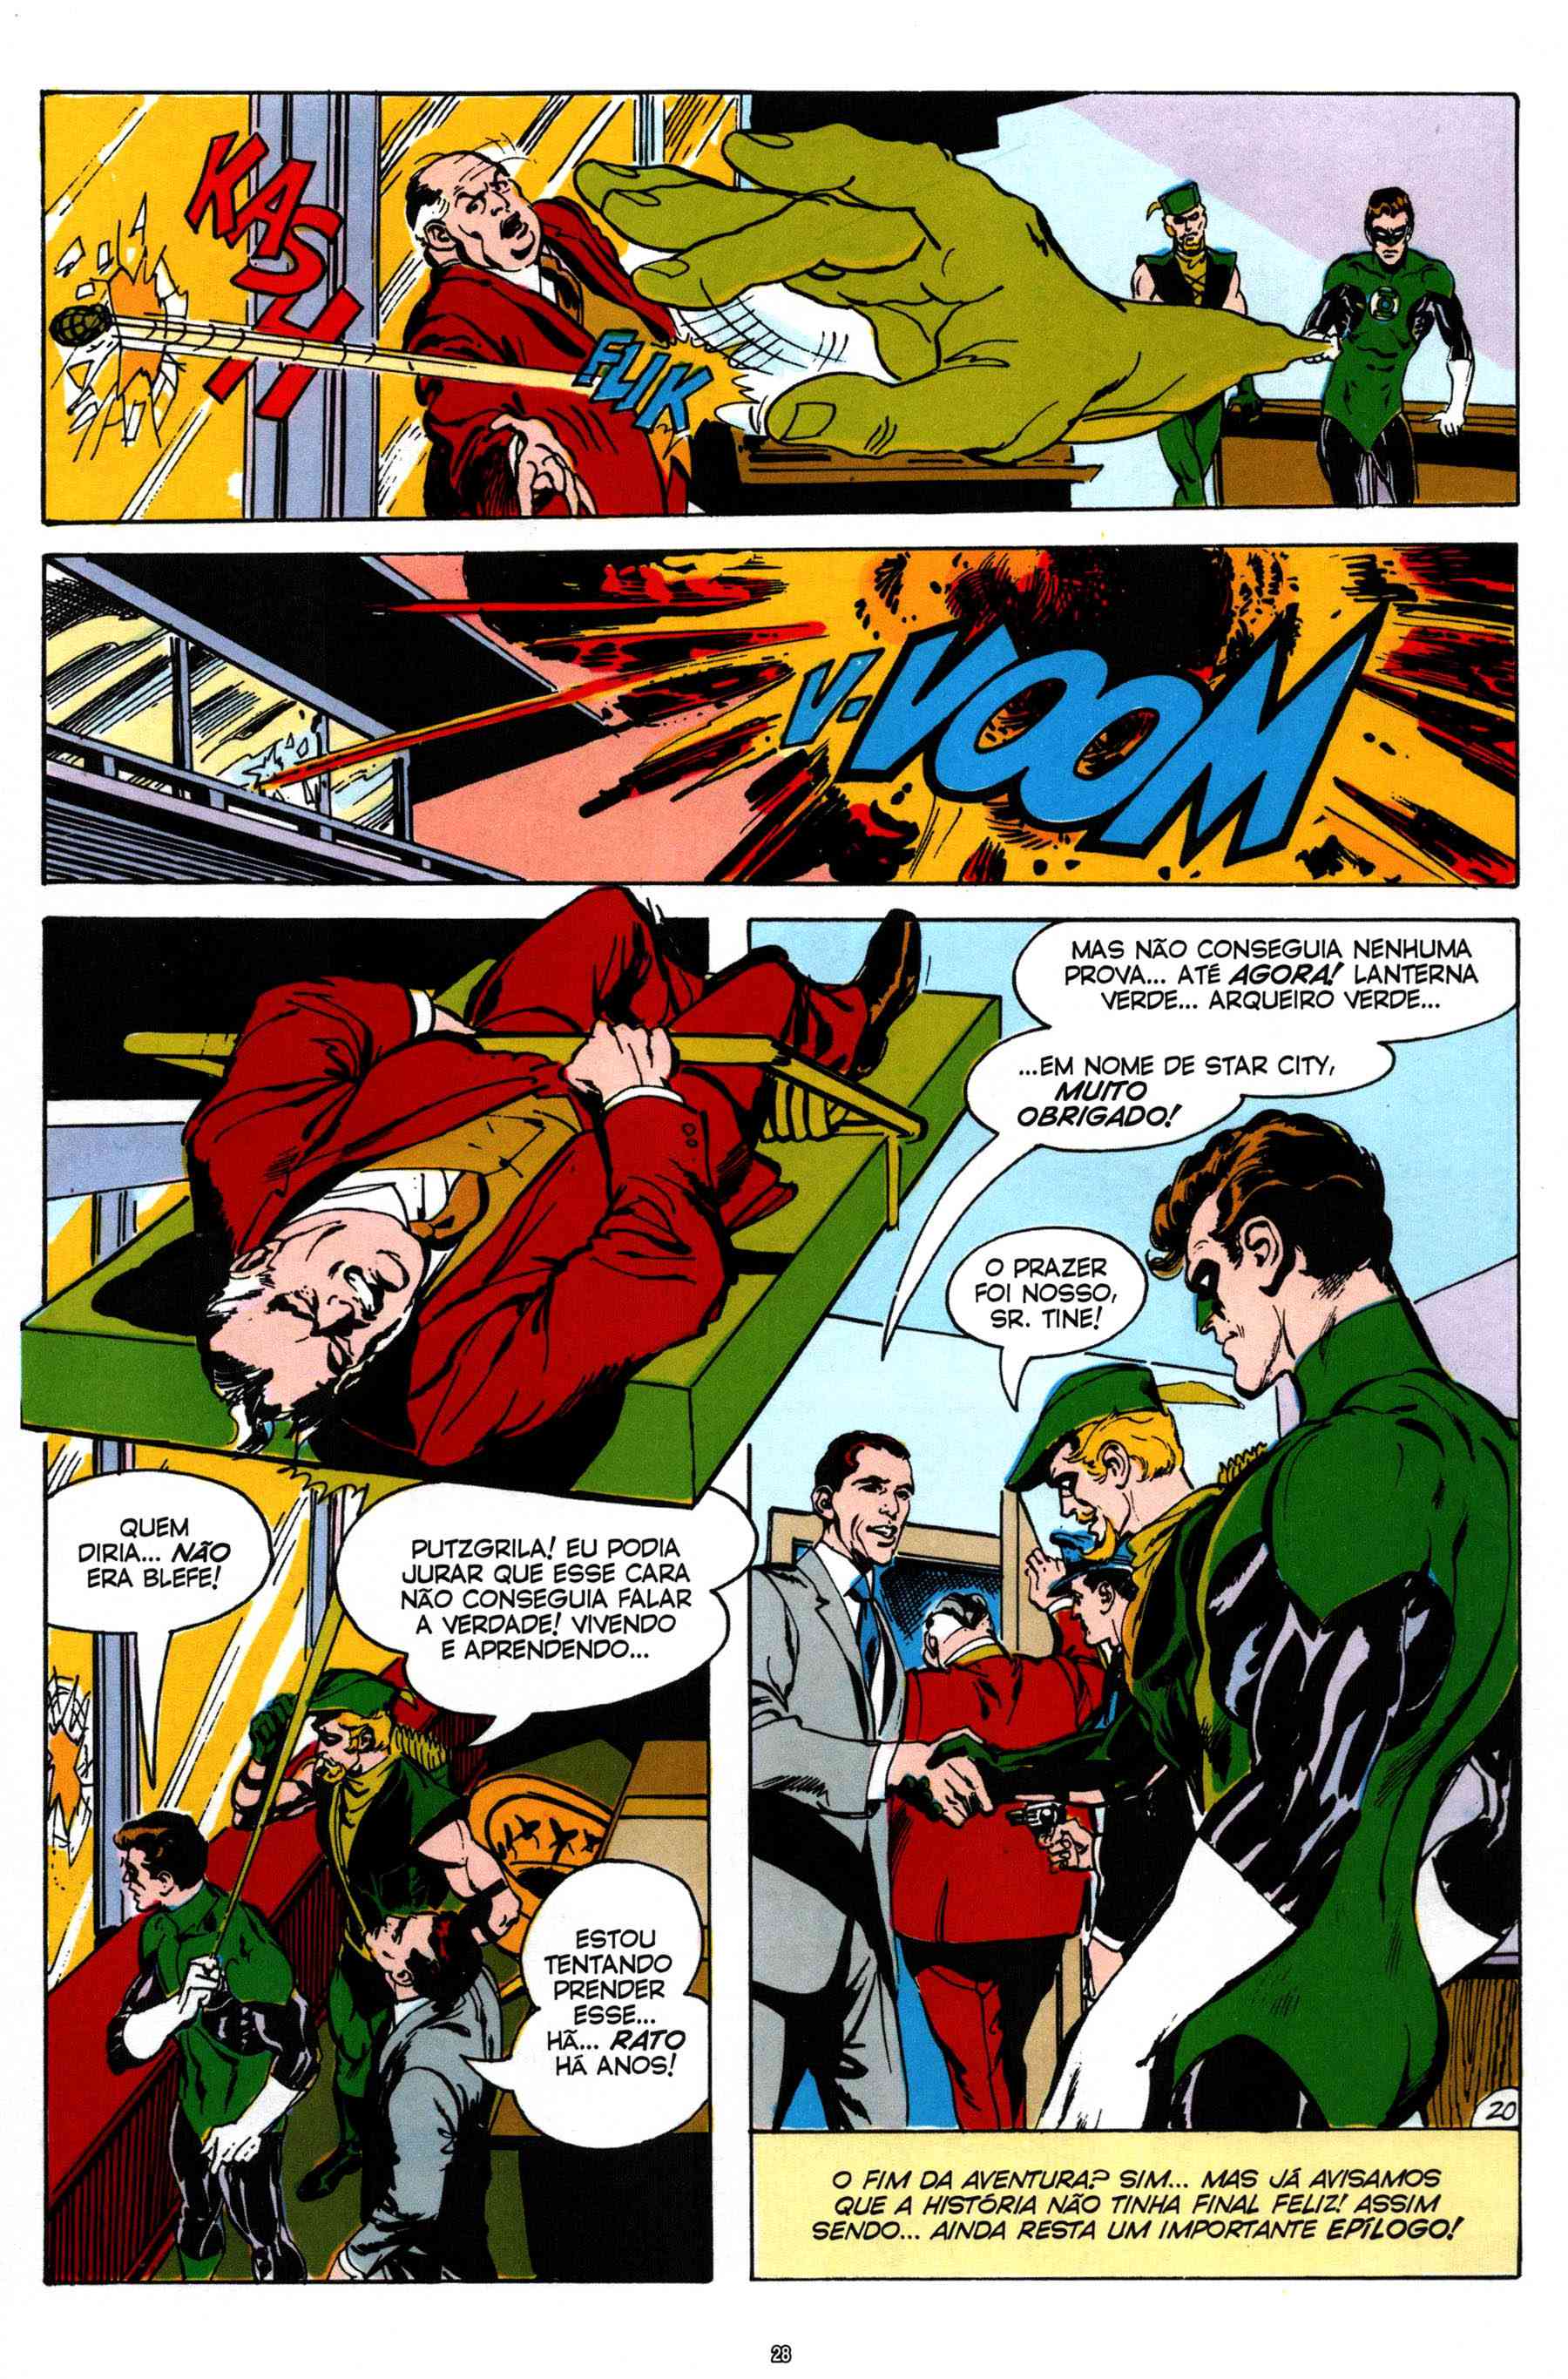 KASH
FLIK
V-VOOM
QUEM
DIRIA... NÃO
ERA BLEFE!
PUTZGRILA! EU PODIA
JURAR QUE ESSE CARA
NÃO CONSEGUIA FALAR
A VERDADE! VIVENDO
E APRENDENDO...
ESTOU
TENTANDO
PRENDER
ESSE...
HÃ... RATO
HÁ ANOS!
MAS NÃO CONSEGUIA NENHUMA
PROVA... ATÉ AGORA! LANTERNA
VERDE... ARQUEIRO VERDE...
...EM NOME DE STAR CITY,
MUITO
OBRIGADO!
O PRAZER
FOI NOSSO,
SR. TINE!
20
O FIM DA AVENTURA? SIM... MAS JÁ AVISAMOS
QUE A HISTÓRIA NÃO TINHA FINAL FELIZ! ASSIM
SENDO... AINDA RESTA UM IMPORTANTE EPÍLOGO!
28